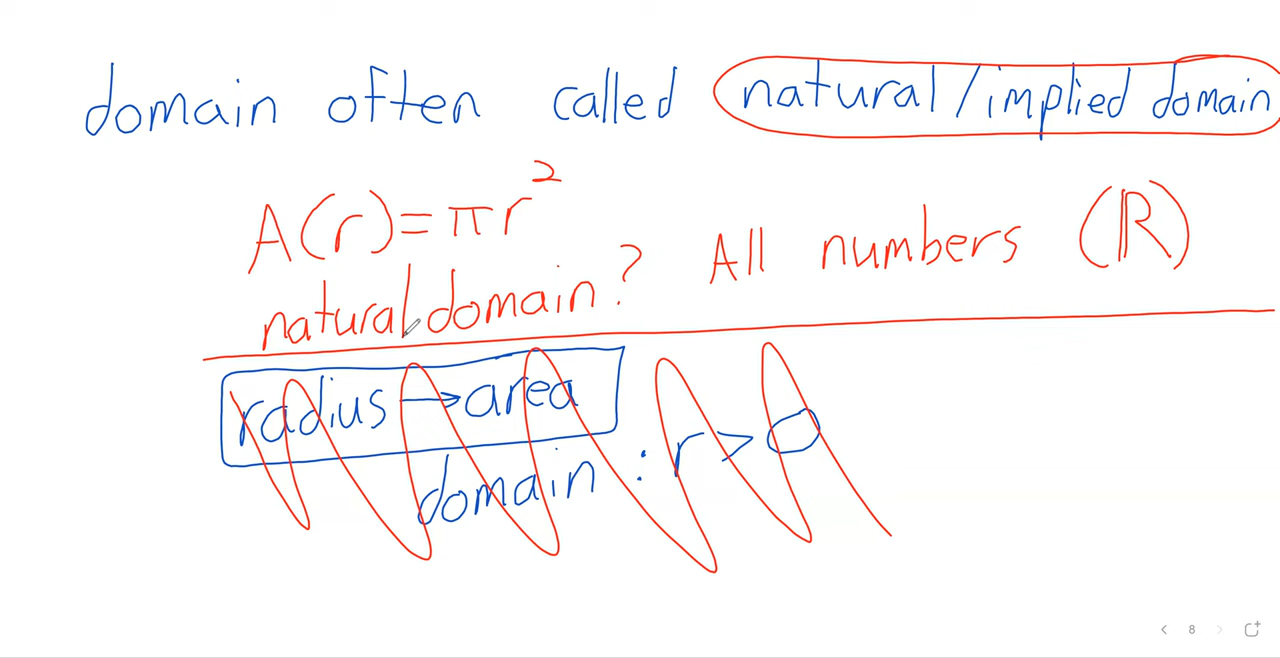 domain often called natural/implied domain
A(r)=πr²
natural domain? All numbers (ℝ)
radius→area
domain: r>0
8